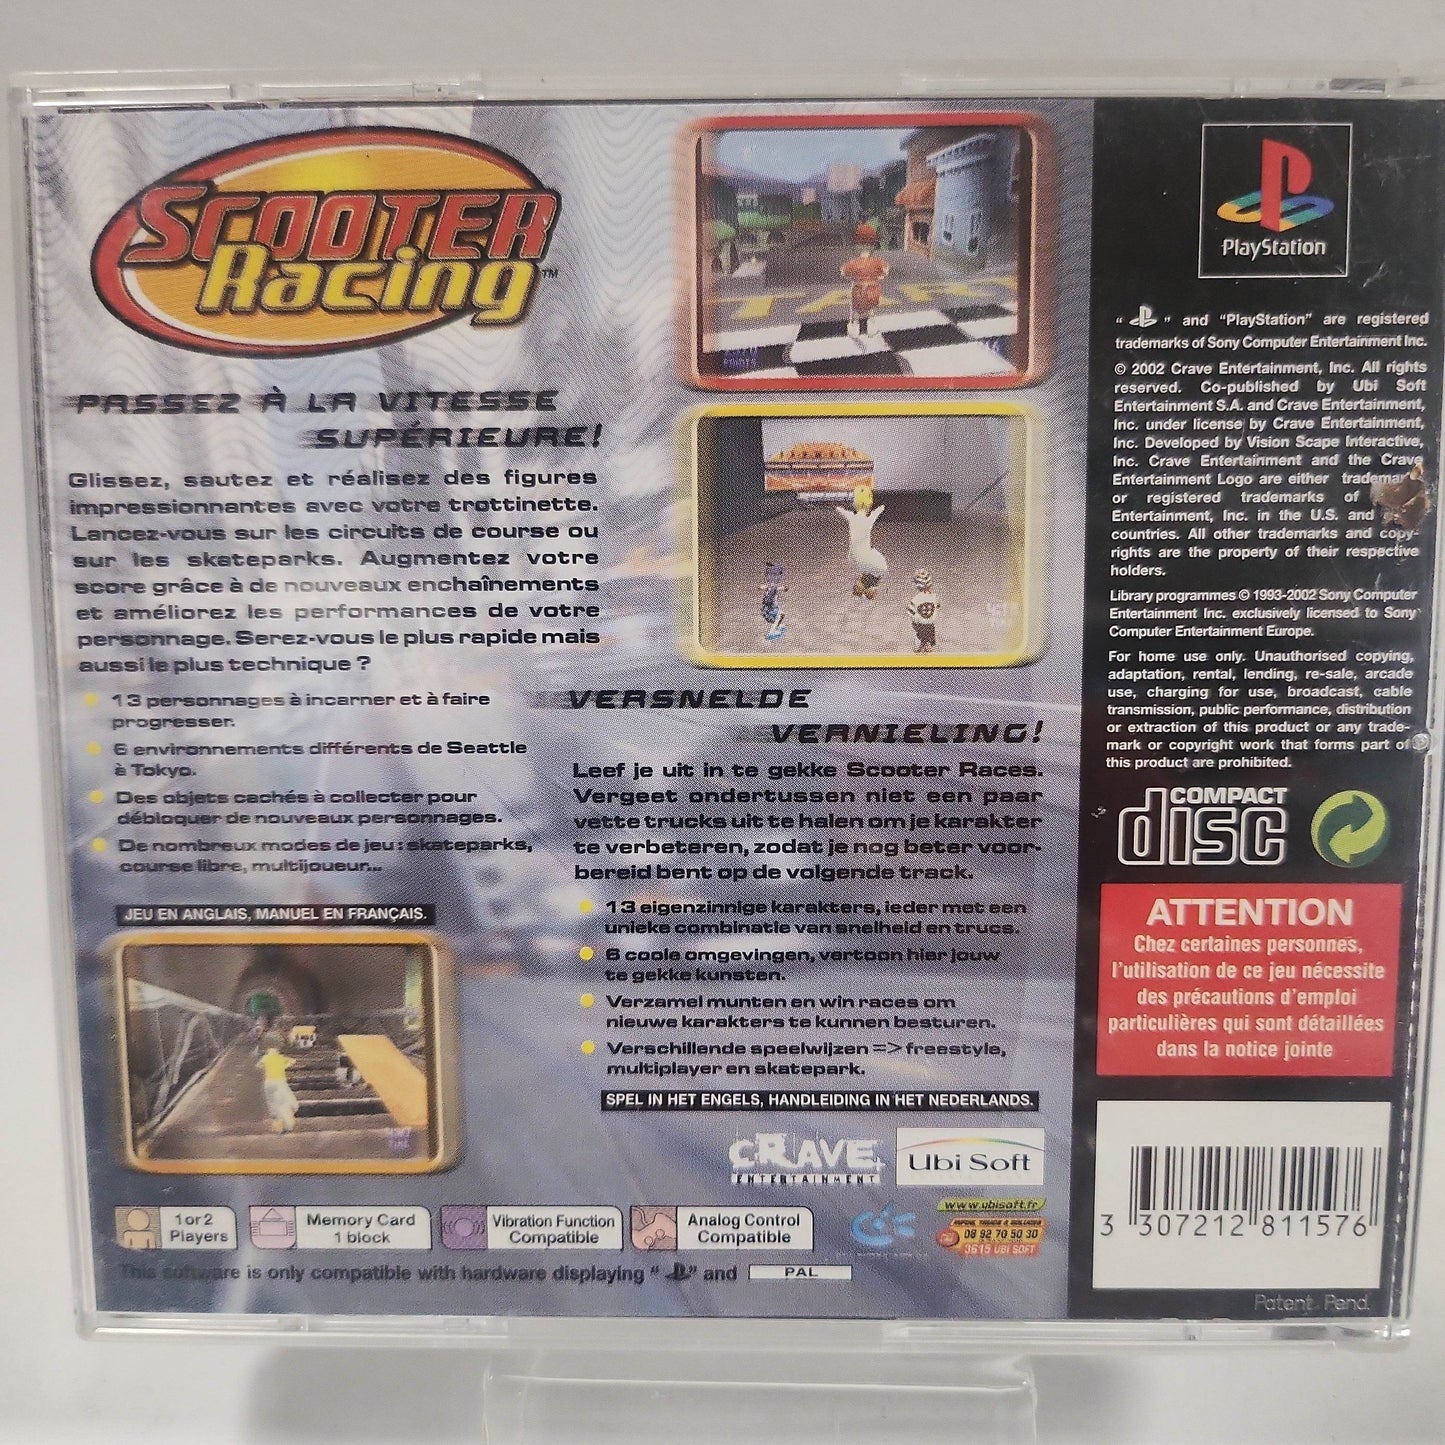 SCOOTER
Racing™
PASSEZ À LA VITESSE
SUPÉRIEURE!
Glissez, sautez et réalisez des figures
impressionnantes avec votre trottinette.
Lancez-vous sur les circuits de course ou
sur les skateparks. Augmentez votre
score grâce à de nouveaux enchaînements
et améliorez les performances de votre
personnage. Serez-vous le plus rapide mais
aussi le plus technique ?
13 personnages à incarner et à faire
progresser.
6 environnements différents de Seattle
à Tokyo.
Des objets cachés à collecter pour
débloquer de nouveaux personnages.
De nombreux modes de jeu : skateparks,
course libre, multijoueur...
JEU EN ANGLAIS, MANUEL EN FRANÇAIS.
VERSNELDE
VERNIELING!
Leef je uit in te gekke Scooter Races.
Vergeet ondertussen niet een paar
vette trucks uit te halen om je karakter
te verbeteren, zodat je nog beter voor-
bereid bent op de volgende track.
13 eigenzinnige karakters, ieder met een
unieke combinatie van snelheid en trucs.
6 coole omgevingen, vertoon hier jouw
te gekke kunsten.
Verzamel munten en win races om
nieuwe karakters te kunnen besturen.
Verschillende speelwijzen => freestyle,
multiplayer en skatepark.
SPEL IN HET ENGELS, HANDLEIDING IN HET NEDERLANDS.
CRAVE
ENTERTAINMENT
Ubi Soft
1 or 2
Players
Memory Card
1 block
Vibration Function
Compatible
Analog Control
Compatible
www.ubisoft.fr
08 92 70 50 30
3615 UBI SOFT
This software is only compatible with hardware displaying " " and PAL
PlayStation
" " and "PlayStation" are registered
trademarks of Sony Computer Entertainment Inc.
© 2002 Crave Entertainment, Inc. All rights
reserved. Co-published by Ubi Soft
Entertainment S.A. and Crave Entertainment,
Inc. under license by Crave Entertainment,
Inc. Developed by Vision Scape Interactive,
Inc. Crave Entertainment and the Crave
Entertainment Logo are either
or registered trademarks of
Entertainment, Inc. in the U.S. and
countries. All other trademarks and copy-
rights are the property of their respective
holders.
Library programmes © 1993-2002 Sony Computer
Entertainment Inc. exclusively licensed to Sony
Computer Entertainment Europe.
For home use only. Unauthorised copying,
adaptation, rental, lending, re-sale, arcade
use, charging for use, broadcast, cable
transmission, public performance, distribution
or extraction of this product or any trade-
mark or copyright work that forms part of
this product are prohibited.
COMPACT
disc
ATTENTION
Chez certaines personnes,
l'utilisation de ce jeu nécessite
des précautions d'emploi
particulières qui sont détaillées
dans la notice jointe
3 307212 811576
Patent Pend.